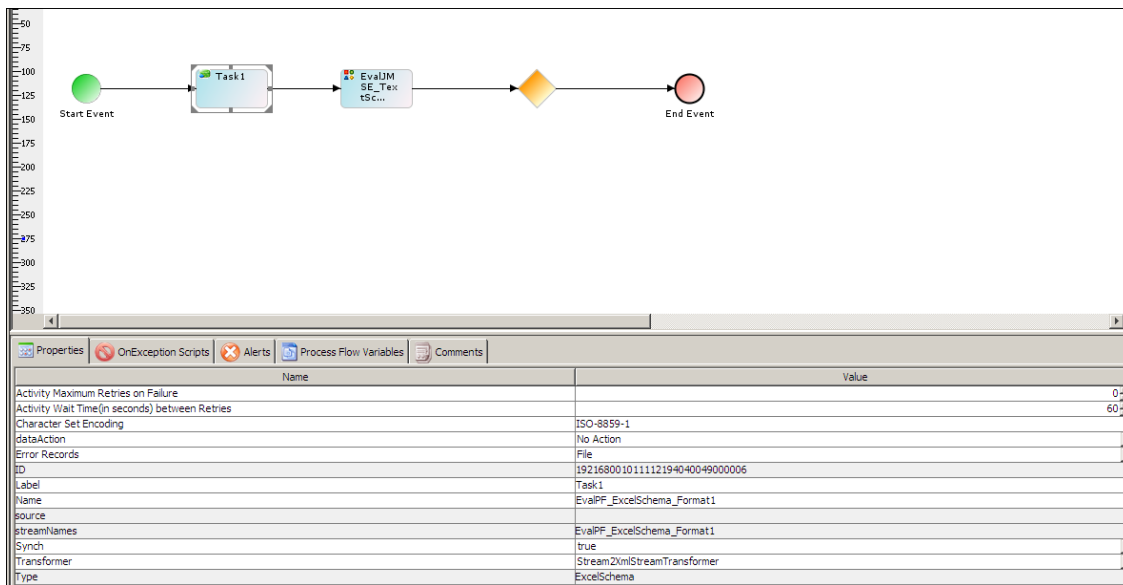 50
75
100
125
150
175
200
225
250
275
300
325
350
Start Event
Task1
EvalJM
SE_Tex
tSc...
End Event
Properties OnException Scripts Alerts Process Flow Variables Comments
Name Value
Activity Maximum Retries on Failure 0
Activity Wait Time(in seconds) between Retries 60
Character Set Encoding ISO-8859-1
dataAction No Action
Error Records File
ID 192168001011112194040049000006
Label Task1
Name EvalPF_ExcelSchema_Format1
source
streamNames EvalPF_ExcelSchema_Format1
Synch true
Transformer Stream2XmlStreamTransformer
Type ExcelSchema